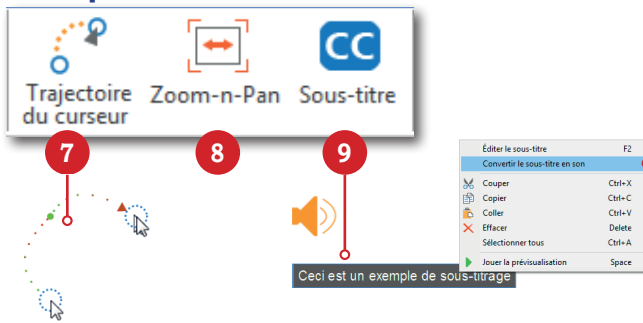 Trajectoire
du curseur
Zoom-n-Pan
CC
Sous-titre
7
8
9
Éditer le sous-titre F2
Convertir le sous-titre en son
Couper Ctrl+X
Copier Ctrl+C
Coller Ctrl+V
Effacer Delete
Sélectionner tous Ctrl+A
Jouer la prévisualisation Space
Ceci est un exemple de sous-titrage